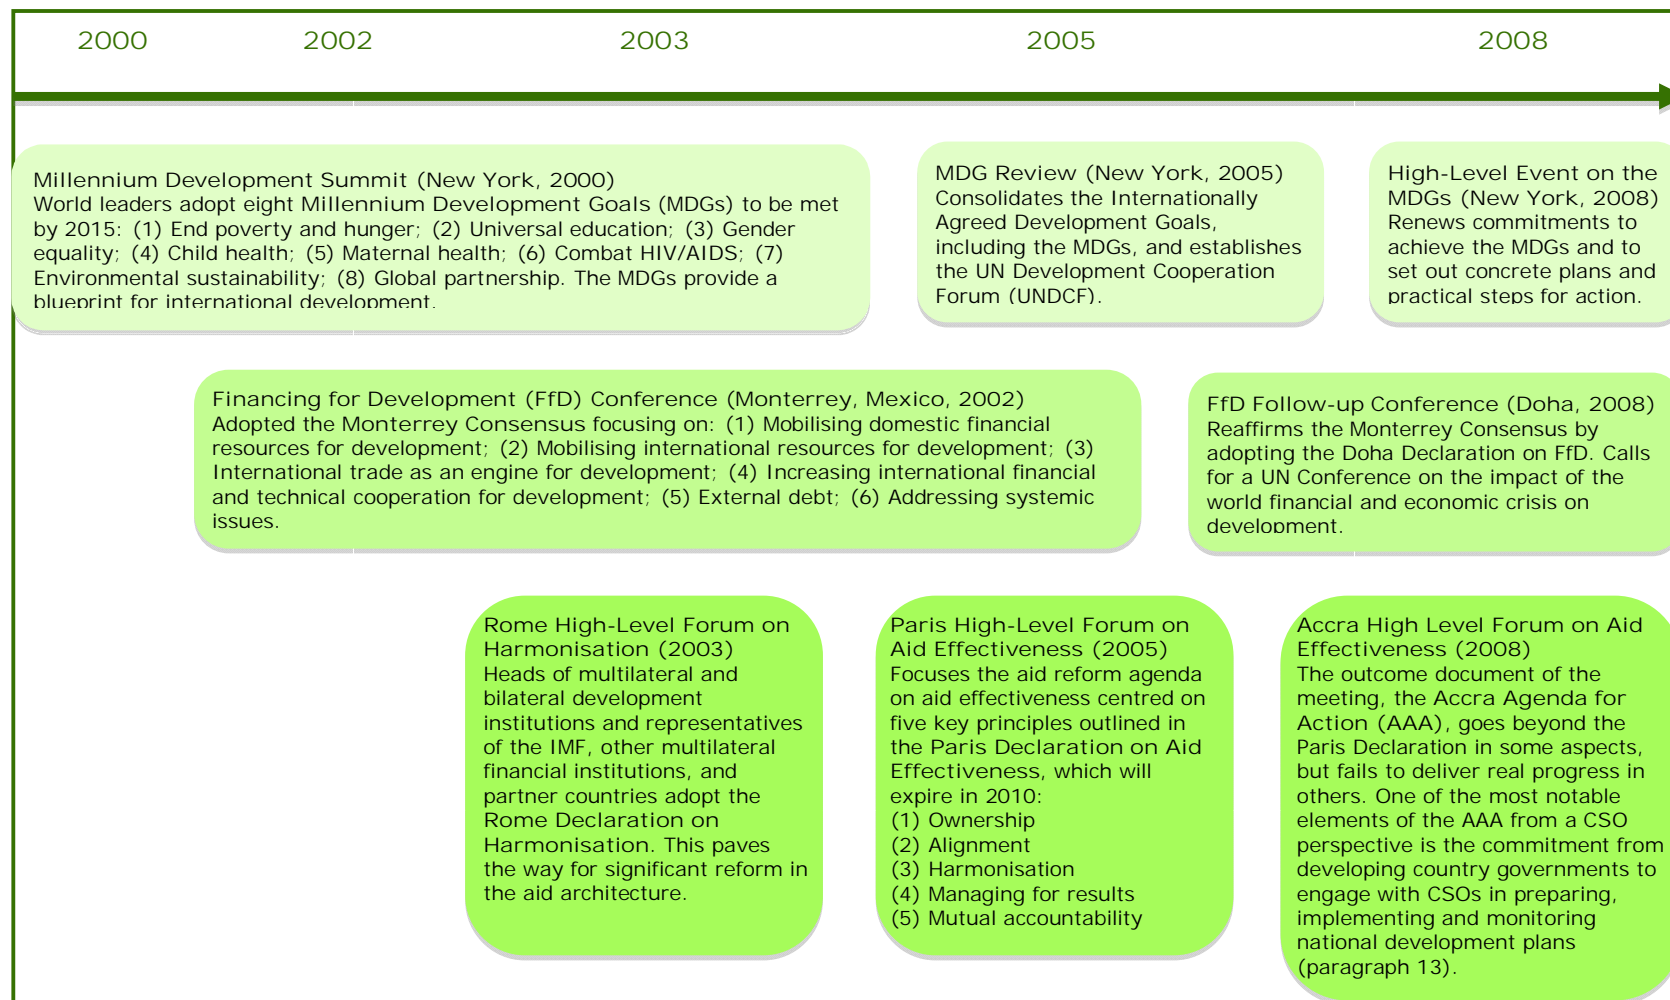 2000 2002 2003 2005 2008
Millennium Development Summit (New York, 2000)
World leaders adopt eight Millennium Development Goals (MDGs) to be met
by 2015: (1) End poverty and hunger; (2) Universal education; (3) Gender
equality; (4) Child health; (5) Maternal health; (6) Combat HIV/AIDS; (7)
Environmental sustainability; (8) Global partnership. The MDGs provide a
blueprint for international development.
MDG Review (New York, 2005)
Consolidates the Internationally
Agreed Development Goals,
including the MDGs, and establishes
the UN Development Cooperation
Forum (UNDCF).
High-Level Event on the
MDGs (New York, 2008)
Renews commitments to
achieve the MDGs and to
set out concrete plans and
practical steps for action.
Financing for Development (FfD) Conference (Monterrey, Mexico, 2002)
Adopted the Monterrey Consensus focusing on: (1) Mobilising domestic financial
resources for development; (2) Mobilising international resources for development; (3)
International trade as an engine for development; (4) Increasing international financial
and technical cooperation for development; (5) External debt; (6) Addressing systemic
issues.
FfD Follow-up Conference (Doha, 2008)
Reaffirms the Monterrey Consensus by
adopting the Doha Declaration on FfD. Calls
for a UN Conference on the impact of the
world financial and economic crisis on
development.
Rome High-Level Forum on
Harmonisation (2003)
Heads of multilateral and
bilateral development
institutions and representatives
of the IMF, other multilateral
financial institutions, and
partner countries adopt the
Rome Declaration on
Harmonisation. This paves
the way for significant reform in
the aid architecture.
Paris High-Level Forum on
Aid Effectiveness (2005)
Focuses the aid reform agenda
on aid effectiveness centred on
five key principles outlined in
the Paris Declaration on Aid
Effectiveness, which will
expire in 2010:
(1) Ownership
(2) Alignment
(3) Harmonisation
(4) Managing for results
(5) Mutual accountability
Accra High Level Forum on Aid
Effectiveness (2008)
The outcome document of the
meeting, the Accra Agenda for
Action (AAA), goes beyond the
Paris Declaration in some aspects,
but fails to deliver real progress in
others. One of the most notable
elements of the AAA from a CSO
perspective is the commitment from
developing country governments to
engage with CSOs in preparing,
implementing and monitoring
national development plans
(paragraph 13).